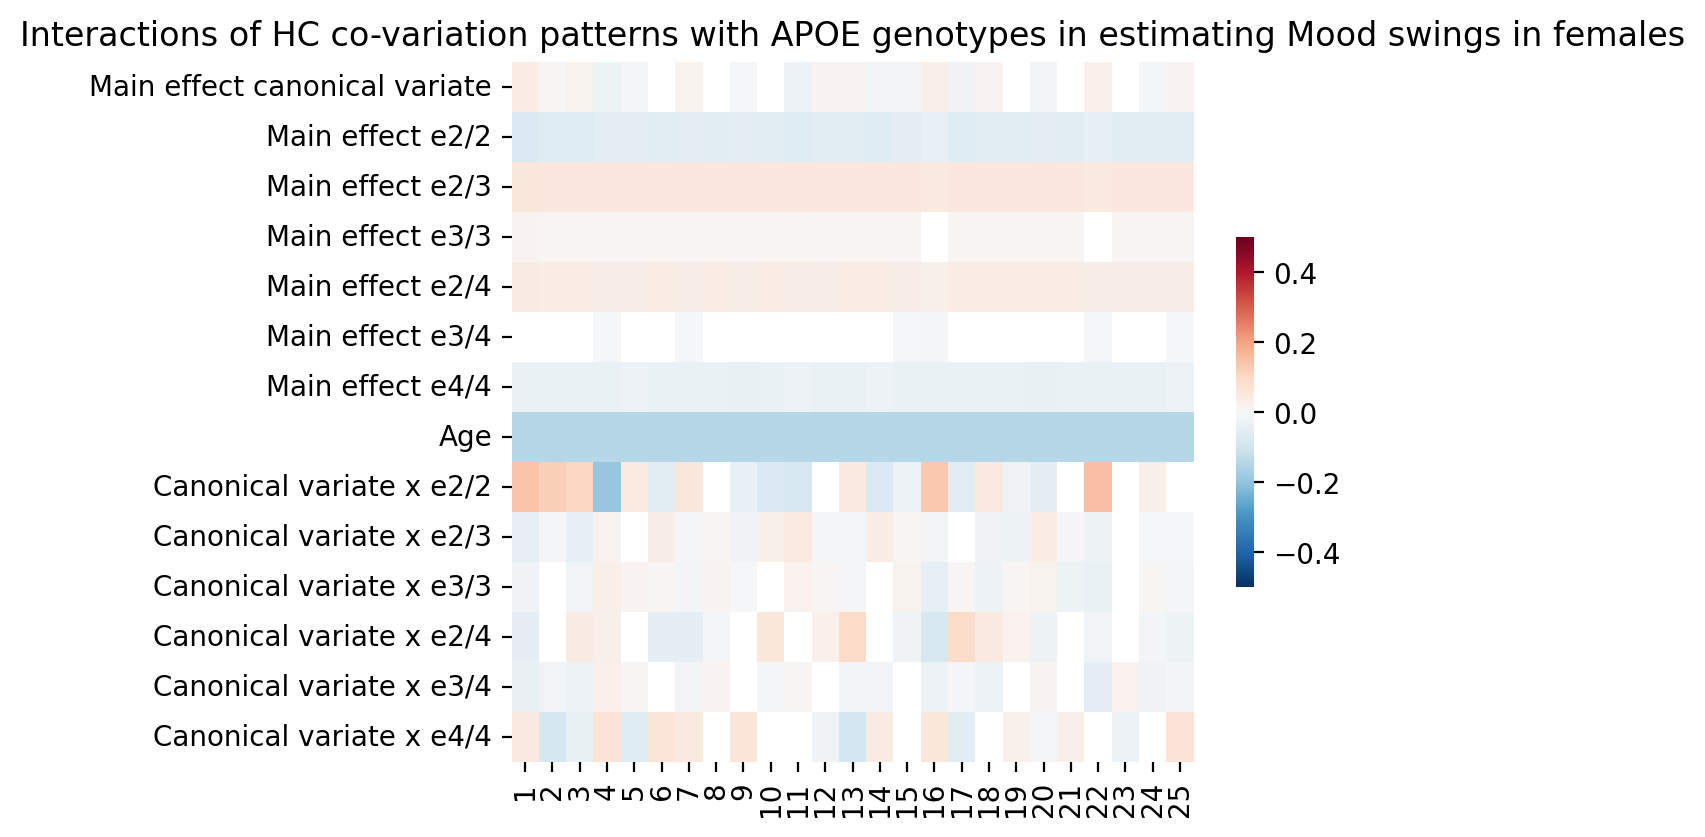 Interactions of HC co-variation patterns with APOE genotypes in estimating Mood swings in females
Main effect canonical variate
Main effect e2/2
Main effect e2/3
Main effect e3/3
Main effect e2/4
Main effect e3/4
Main effect e4/4
Age
Canonical variate x e2/2
Canonical variate x e2/3
Canonical variate x e3/3
Canonical variate x e2/4
Canonical variate x e3/4
Canonical variate x e4/4
1 2 3 4 5 6 7 8 9 10 11 12 13 14 15 16 17 18 19 20 21 22 23 24 25
0.4
0.2
0.0
−0.2
−0.4